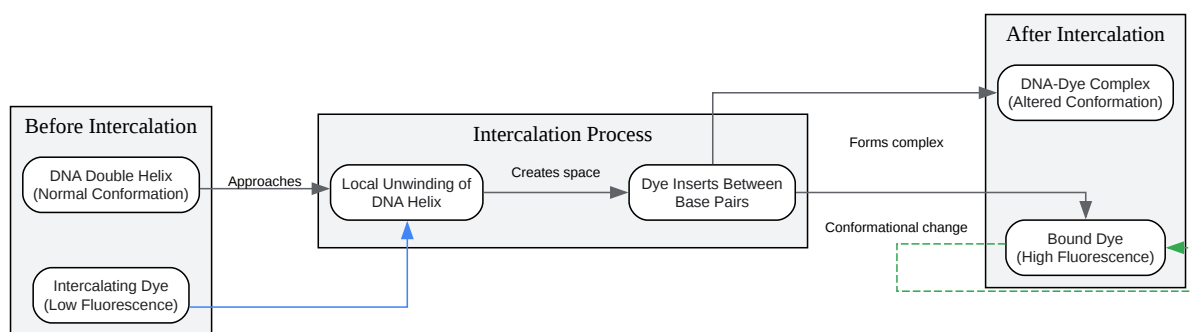 Before Intercalation
DNA Double Helix
(Normal Conformation)
Intercalating Dye
(Low Fluorescence)
Approaches
Intercalation Process
Local Unwinding of
DNA Helix
Creates space
Dye Inserts Between
Base Pairs
Forms complex
Conformational change
After Intercalation
DNA-Dye Complex
(Altered Conformation)
Bound Dye
(High Fluorescence)